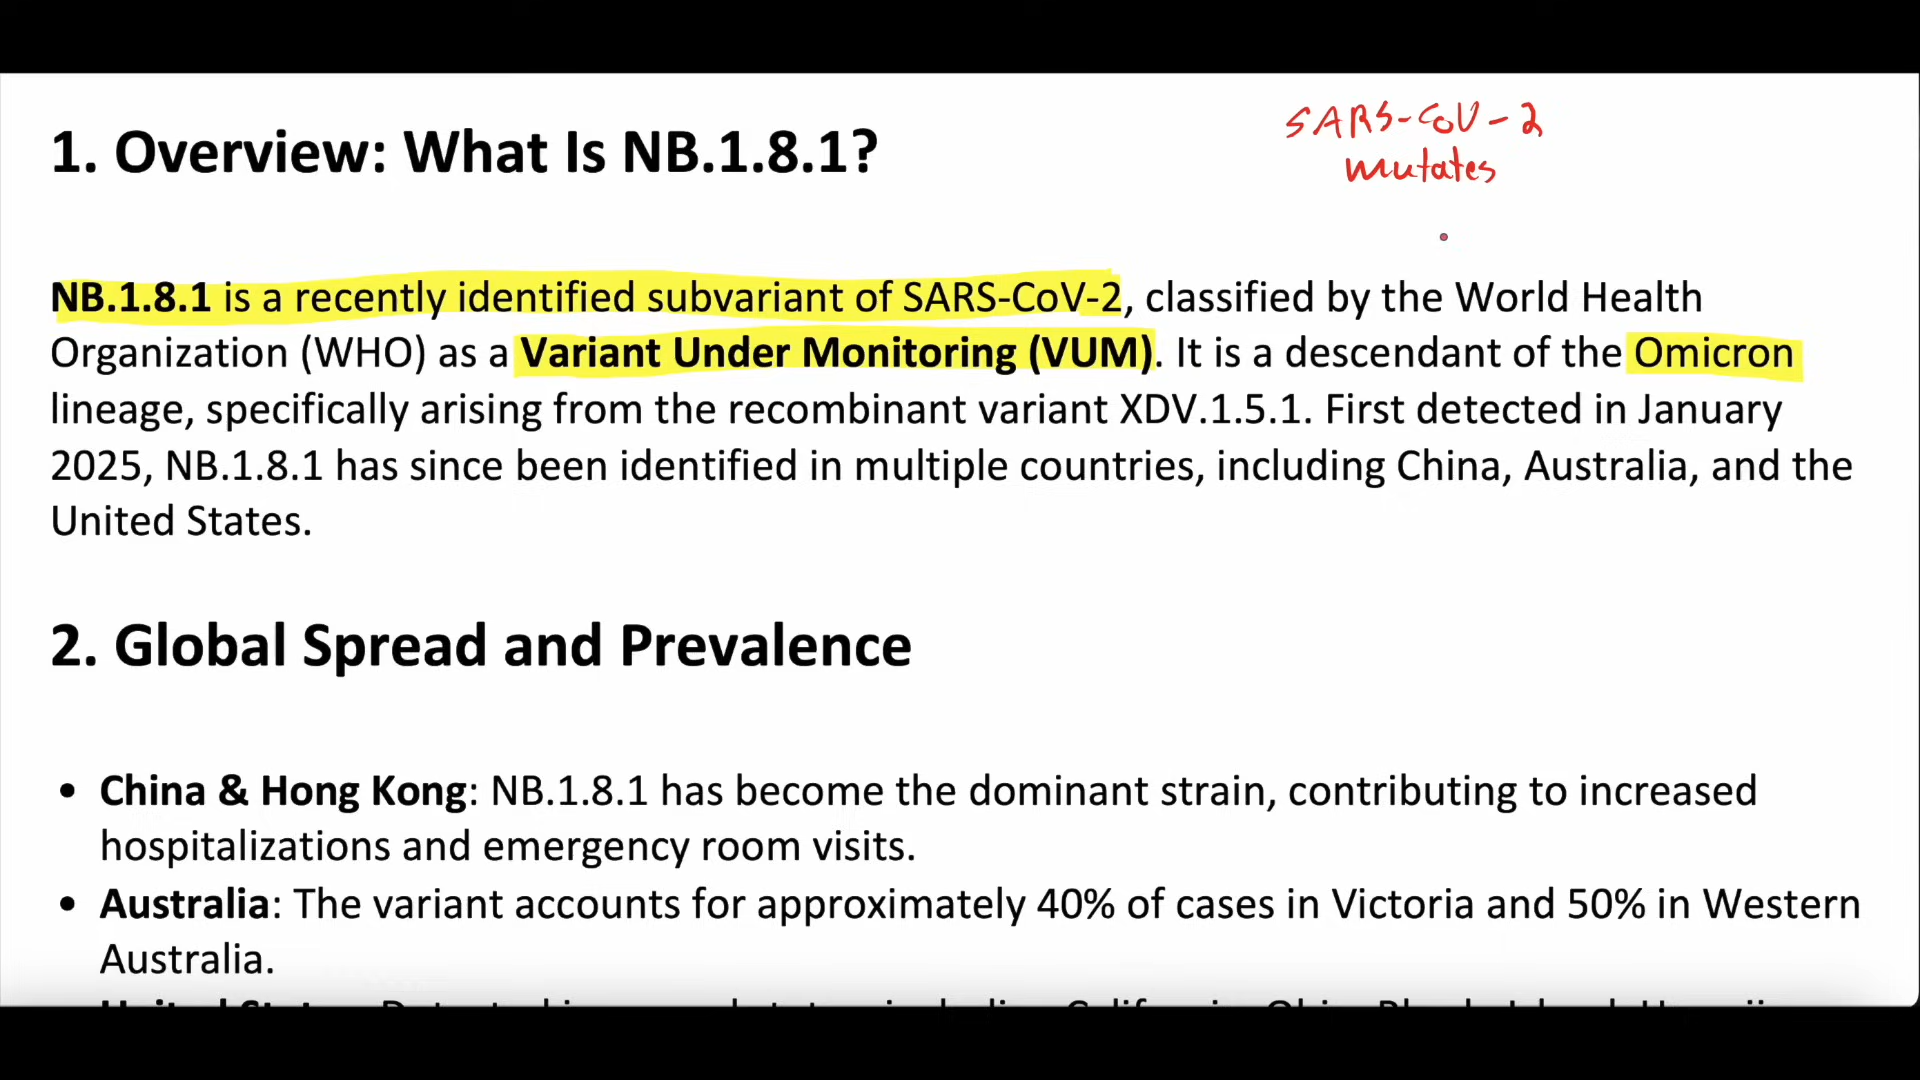 1. Overview: What Is NB.1.8.1?
SARS-CoV-2
mutates
NB.1.8.1 is a recently identified subvariant of SARS-CoV-2, classified by the World Health
Organization (WHO) as a Variant Under Monitoring (VUM). It is a descendant of the Omicron
lineage, specifically arising from the recombinant variant XDV.1.5.1. First detected in January
2025, NB.1.8.1 has since been identified in multiple countries, including China, Australia, and the
United States.
2. Global Spread and Prevalence
• China & Hong Kong: NB.1.8.1 has become the dominant strain, contributing to increased
hospitalizations and emergency room visits.
• Australia: The variant accounts for approximately 40% of cases in Victoria and 50% in Western
Australia.